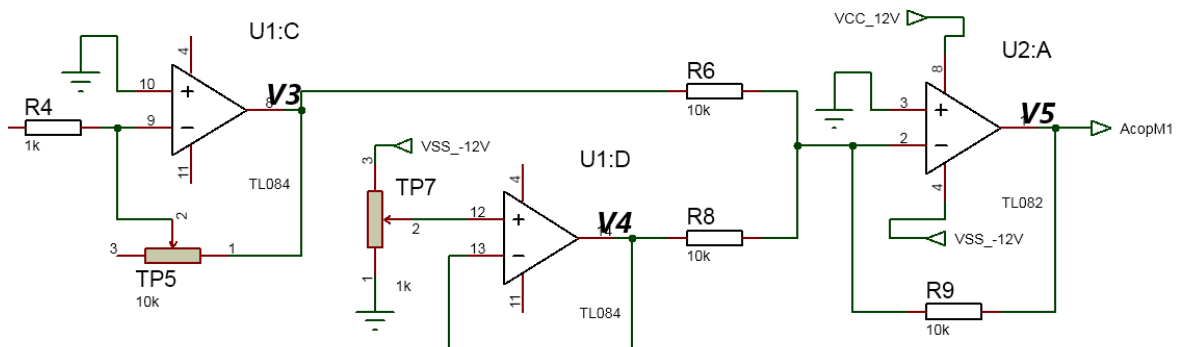 U1:C
4
10
+
V3
8
R4
9
−
1k
11
TL084
2
3
1
TP5
10k
3
VSS_-12V
TP7
2
1
1k
U1:D
4
12
+
V4
14
13
−
11
TL084
R6
10k
R8
10k
VCC_12V
U2:A
8
3
+
V5
1
AcopM1
2
−
4
TL082
VSS_-12V
R9
10k